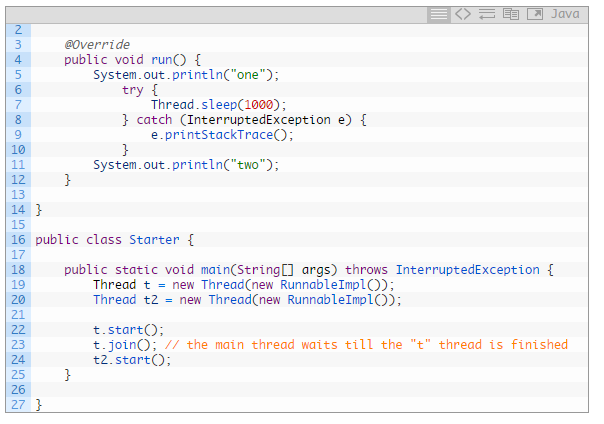 Java
2
3     @Override
4     public void run() {
5         System.out.println("one");
6             try {
7                 Thread.sleep(1000);
8             } catch (InterruptedException e) {
9                 e.printStackTrace();
10             }
11         System.out.println("two");
12     }
13
14 }
15
16 public class Starter {
17
18     public static void main(String[] args) throws InterruptedException {
19         Thread t = new Thread(new RunnableImpl());
20         Thread t2 = new Thread(new RunnableImpl());
21
22         t.start();
23         t.join(); // the main thread waits till the "t" thread is finished
24         t2.start();
25     }
26
27 }